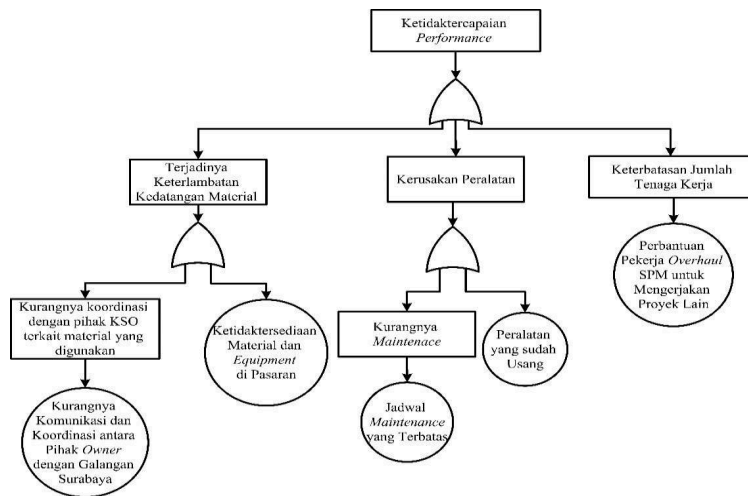 Ketidaktercapaian
Performance
Terjadinya
Keterlambatan
Kedatangan Material
Kerusakan Peralatan
Keterbatasan Jumlah
Tenaga Kerja
Kurangnya koordinasi
dengan pihak KSO
terkait material yang
digunakan
Ketidaktersediaan
Material dan
Equipment
di Pasaran
Kurangnya
Maintenace
Peralatan
yang sudah
Usang
Perbantuan
Pekerja Overhaul
SPM untuk
Mengerjakan
Proyek Lain
Kurangnya
Komunikasi dan
Koordinasi antara
Pihak Owner
dengan Galangan
Surabaya
Jadwal
Maintenance
yang Terbatas